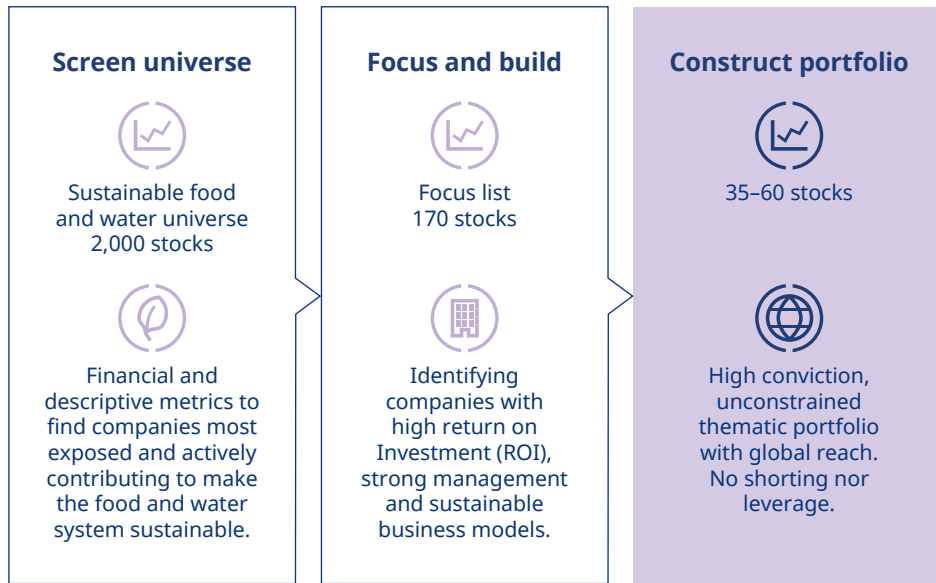 Screen universe
Sustainable food
and water universe
2,000 stocks
Financial and
descriptive metrics to
find companies most
exposed and actively
contributing to make
the food and water
system sustainable.
Focus and build
Focus list
170 stocks
Identifying
companies with
high return on
Investment (ROI),
strong management
and sustainable
business models.
Construct portfolio
35–60 stocks
High conviction,
unconstrained
thematic portfolio
with global reach.
No shorting nor
leverage.